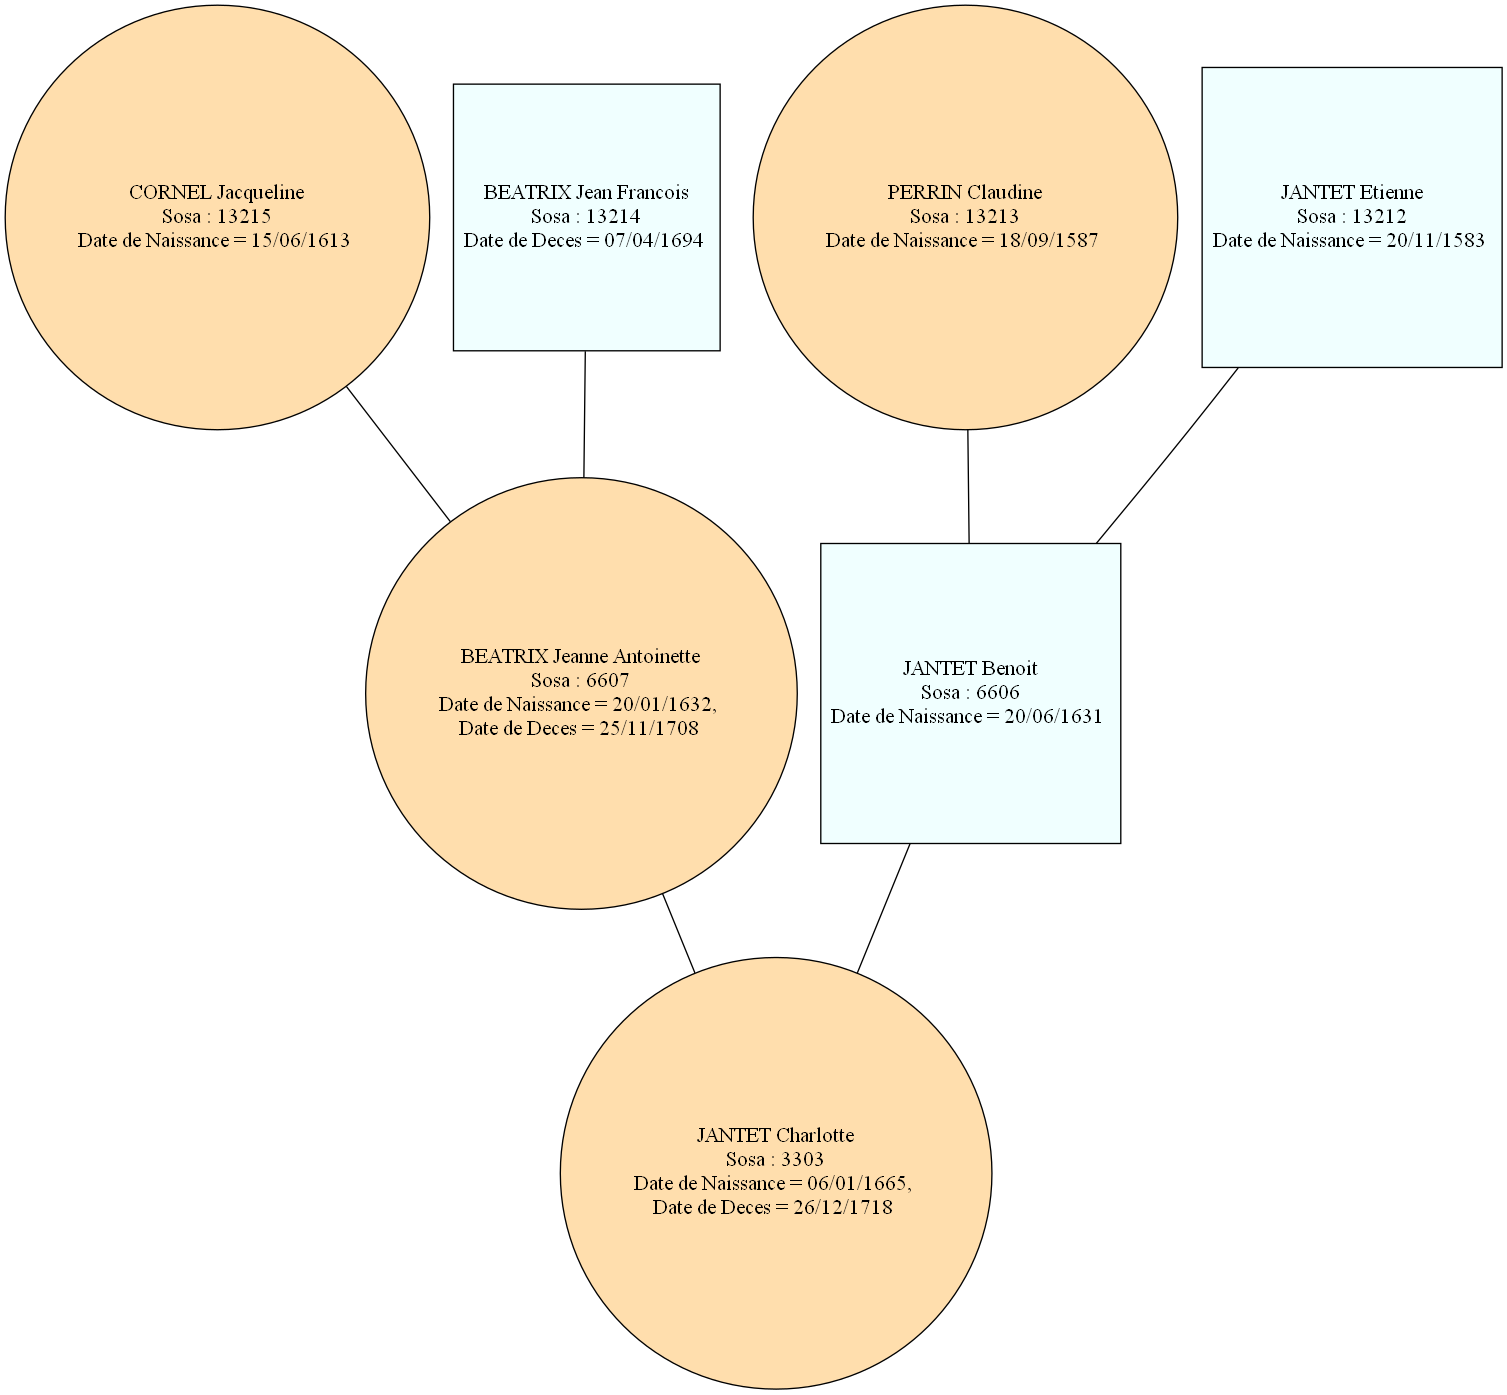 CORNEL Jacqueline
Sosa : 13215
Date de Naissance = 15/06/1613
BEATRIX Jean Francois
Sosa : 13214
Date de Deces = 07/04/1694
PERRIN Claudine
Sosa : 13213
Date de Naissance = 18/09/1587
JANTET Etienne
Sosa : 13212
Date de Naissance = 20/11/1583
BEATRIX Jeanne Antoinette
Sosa : 6607
Date de Naissance = 20/01/1632,
Date de Deces = 25/11/1708
JANTET Benoit
Sosa : 6606
Date de Naissance = 20/06/1631
JANTET Charlotte
Sosa : 3303
Date de Naissance = 06/01/1665,
Date de Deces = 26/12/1718